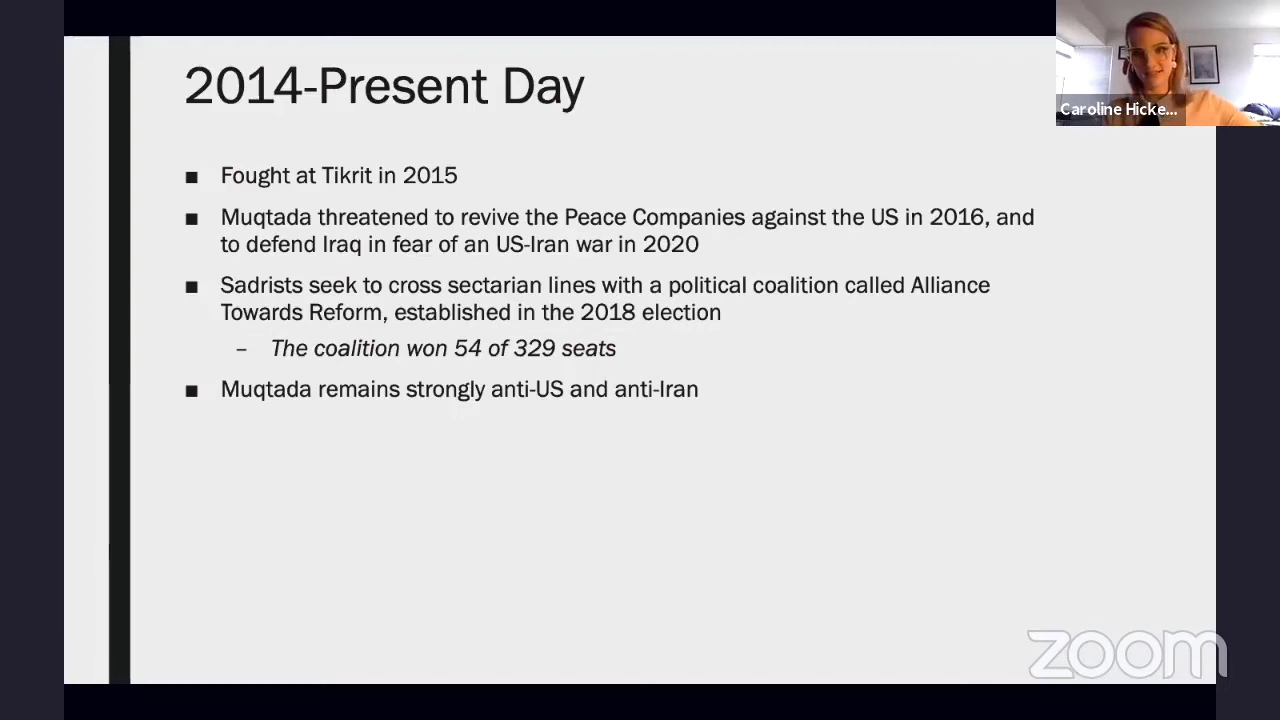 2014-Present Day
Caroline Hicke...
■ Fought at Tikrit in 2015
■ Muqtada threatened to revive the Peace Companies against the US in 2016, and
to defend Iraq in fear of an US-Iran war in 2020
■ Sadrists seek to cross sectarian lines with a political coalition called Alliance
Towards Reform, established in the 2018 election
– The coalition won 54 of 329 seats
■ Muqtada remains strongly anti-US and anti-Iran
zoom